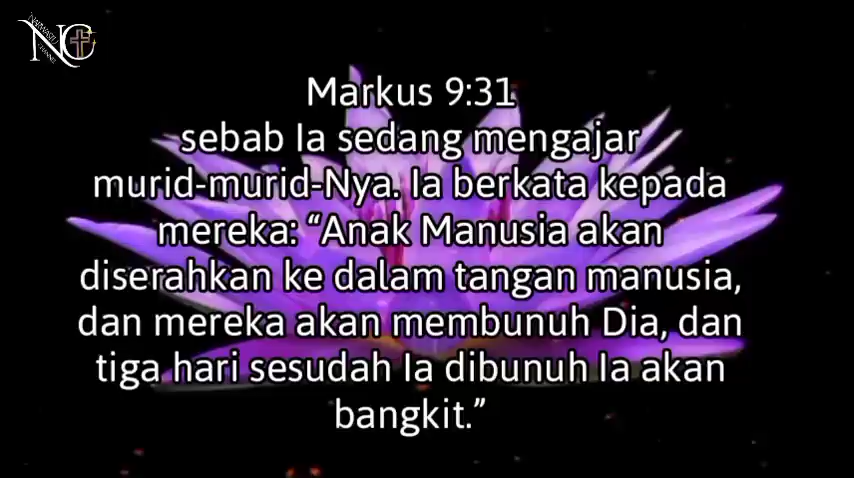 NC
Markus 9:31
sebab Ia sedang mengajar
murid-murid-Nya. Ia berkata kepada
mereka: “Anak Manusia akan
diserahkan ke dalam tangan manusia,
dan mereka akan membunuh Dia, dan
tiga hari sesudah Ia dibunuh Ia akan
bangkit.”